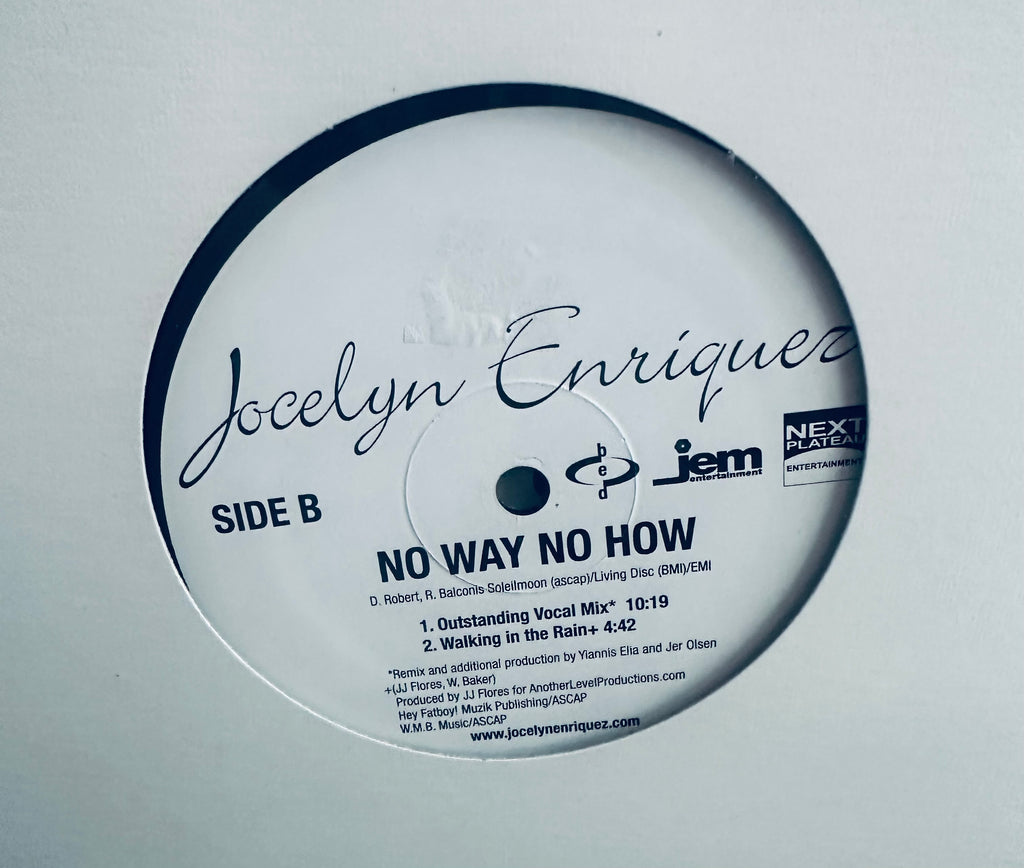 Jocelyn Enriquez
bed
jem
entertainment
NEXT
PLATEAU
ENTERTAINMENT
SIDE B
NO WAY NO HOW
D. Robert, R. Balconis Soleilmoon (ascap)/Living Disc (BMI)/EMI
1. Outstanding Vocal Mix* 10:19
2. Walking in the Rain+ 4:42
*Remix and additional production by Yiannis Elia and Jer Olsen
+(JJ Flores, W. Baker)
Produced by JJ Flores for AnotherLevelProductions.com
Hey Fatboy! Muzik Publishing/ASCAP
W.M.B. Music/ASCAP
www.jocelynenriquez.com